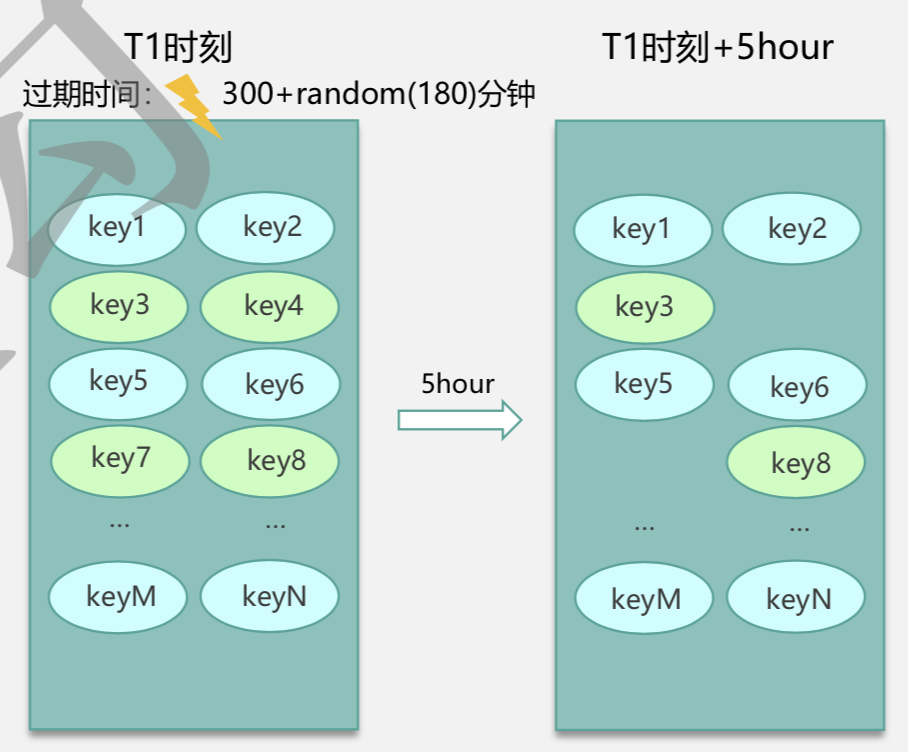 T1时刻
T1时刻+5hour
过期时间： 300+random(180)分钟
key1 key2
key3 key4
key5 key6
key7 key8
... ...
keyM keyN
5hour
key1 key2
key3
key5 key6
key8
... ...
keyM keyN